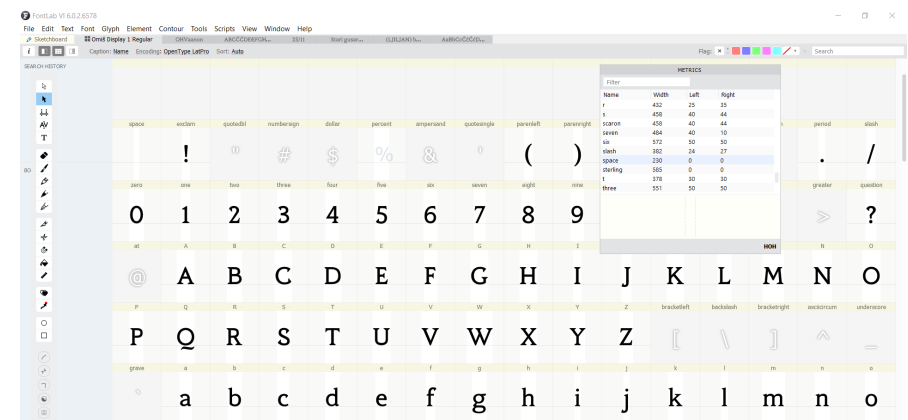 FontLab VI 6.0.2.6578
File Edit Text Font Glyph Element Contour Tools Scripts View Window Help
Sketchboard Omiš Display 1 Regular
Caption: Name Encoding: OpenType LatPro Sort: Auto Flag: Search
SEARCH HISTORY
METRICS
Filter
Name Width Left Right
r 432 25 35
s 458 40 44
scaron 458 40 44
seven 484 40 10
six 572 50 50
slash 382 24 27
space 230 0 0
sterling 585 0 0
t 378 30 30
three 551 50 50
HOH
space exclam quotedbl numbersign dollar percent ampersand quotesingle parenleft parenright period slash
! " # $ % & ' ( ) . /
zero one two three four five six seven eight nine greater question
0 1 2 3 4 5 6 7 8 9 > ?
at A B C D E F G H I N O
@ A B C D E F G H I J K L M N O
P Q R S T U V W X Y Z bracketleft backslash bracketright asciicircum underscore
P Q R S T U V W X Y Z [ \ ] ^ _
grave a b c d e f g h i j k l m n o
` a b c d e f g h i j k l m n o